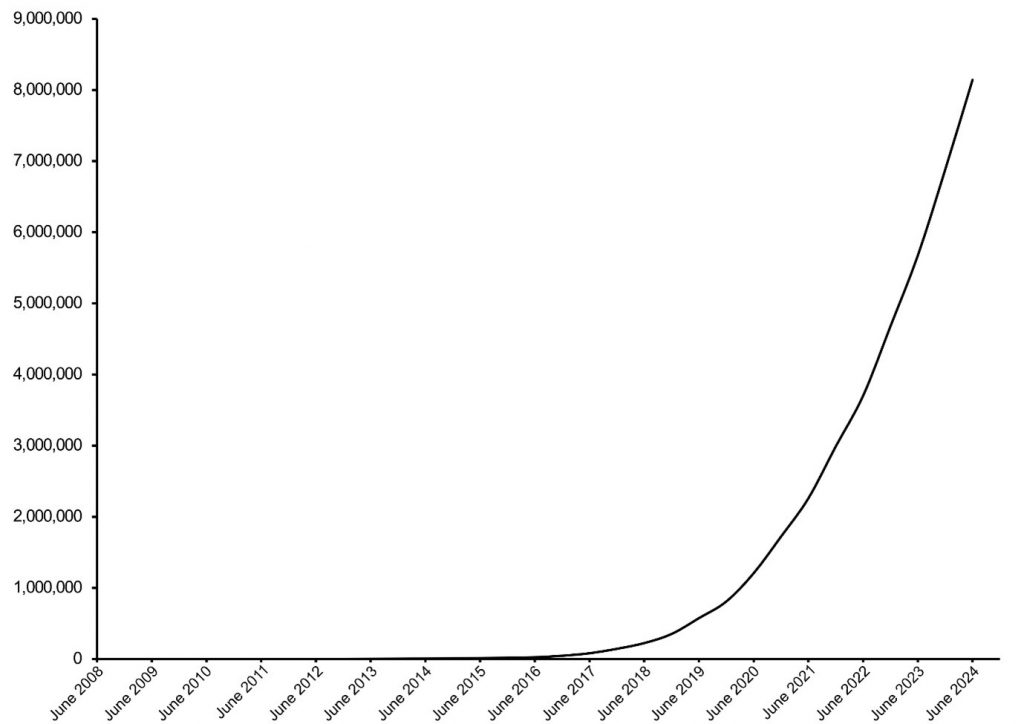 9,000,000
8,000,000
7,000,000
6,000,000
5,000,000
4,000,000
3,000,000
2,000,000
1,000,000
0
June 2008
June 2009
June 2010
June 2011
June 2012
June 2013
June 2014
June 2015
June 2016
June 2017
June 2018
June 2019
June 2020
June 2021
June 2022
June 2023
June 2024